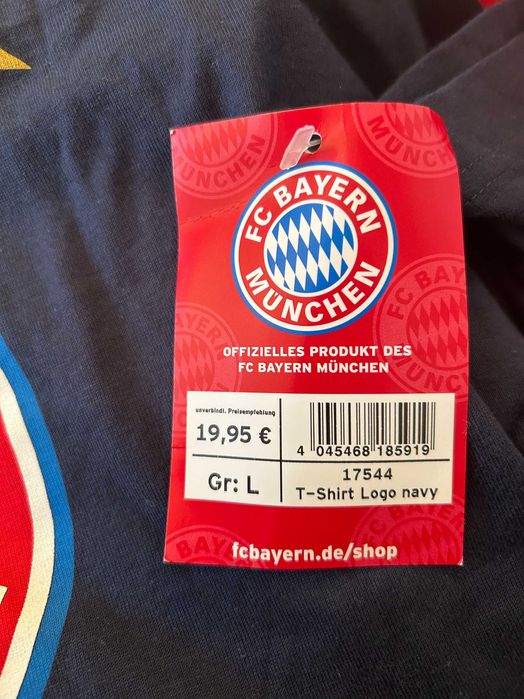 FC BAYERN
MÜNCHEN
OFFIZIELLES PRODUKT DES
FC BAYERN MÜNCHEN
unverbindl. Preisempfehlung
19,95 €
4 045468 185919
Gr: L
17544
T-Shirt Logo navy
fcbayern.de/shop